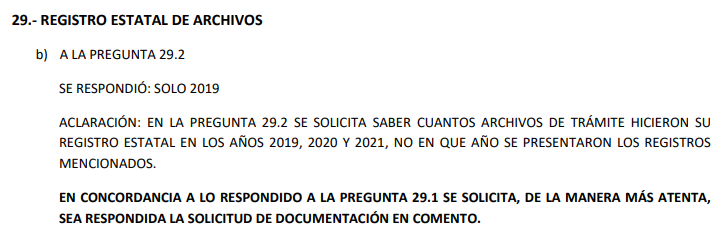 29.- REGISTRO ESTATAL DE ARCHIVOS
b) A LA PREGUNTA 29.2
SE RESPONDIÓ: SOLO 2019
ACLARACIÓN: EN LA PREGUNTA 29.2 SE SOLICITA SABER CUANTOS ARCHIVOS DE TRÁMITE HICIERON SU
REGISTRO ESTATAL EN LOS AÑOS 2019, 2020 Y 2021, NO EN QUE AÑO SE PRESENTARON LOS REGISTROS
MENCIONADOS.
EN CONCORDANCIA A LO RESPONDIDO A LA PREGUNTA 29.1 SE SOLICITA, DE LA MANERA MÁS ATENTA,
SEA RESPONDIDA LA SOLICITUD DE DOCUMENTACIÓN EN COMENTO.